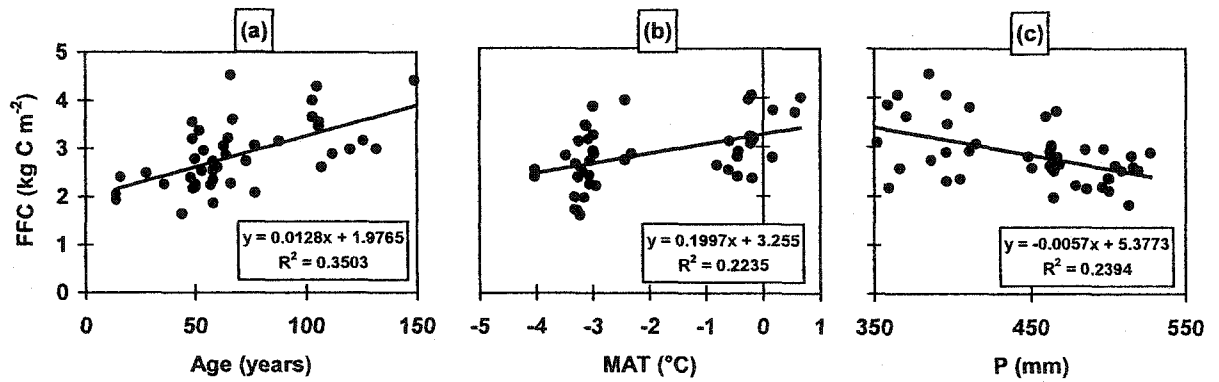 (a)
(b)
(c)
FFC (kg C m⁻²)
5
4
3
2
1
0
y = 0.0128x + 1.9765
R² = 0.3503
0 50 100 150
Age (years)
y = 0.1997x + 3.255
R² = 0.2235
-5 -4 -3 -2 -1 0 1
MAT (°C)
y = -0.0057x + 5.3773
R² = 0.2394
350 450 550
P (mm)